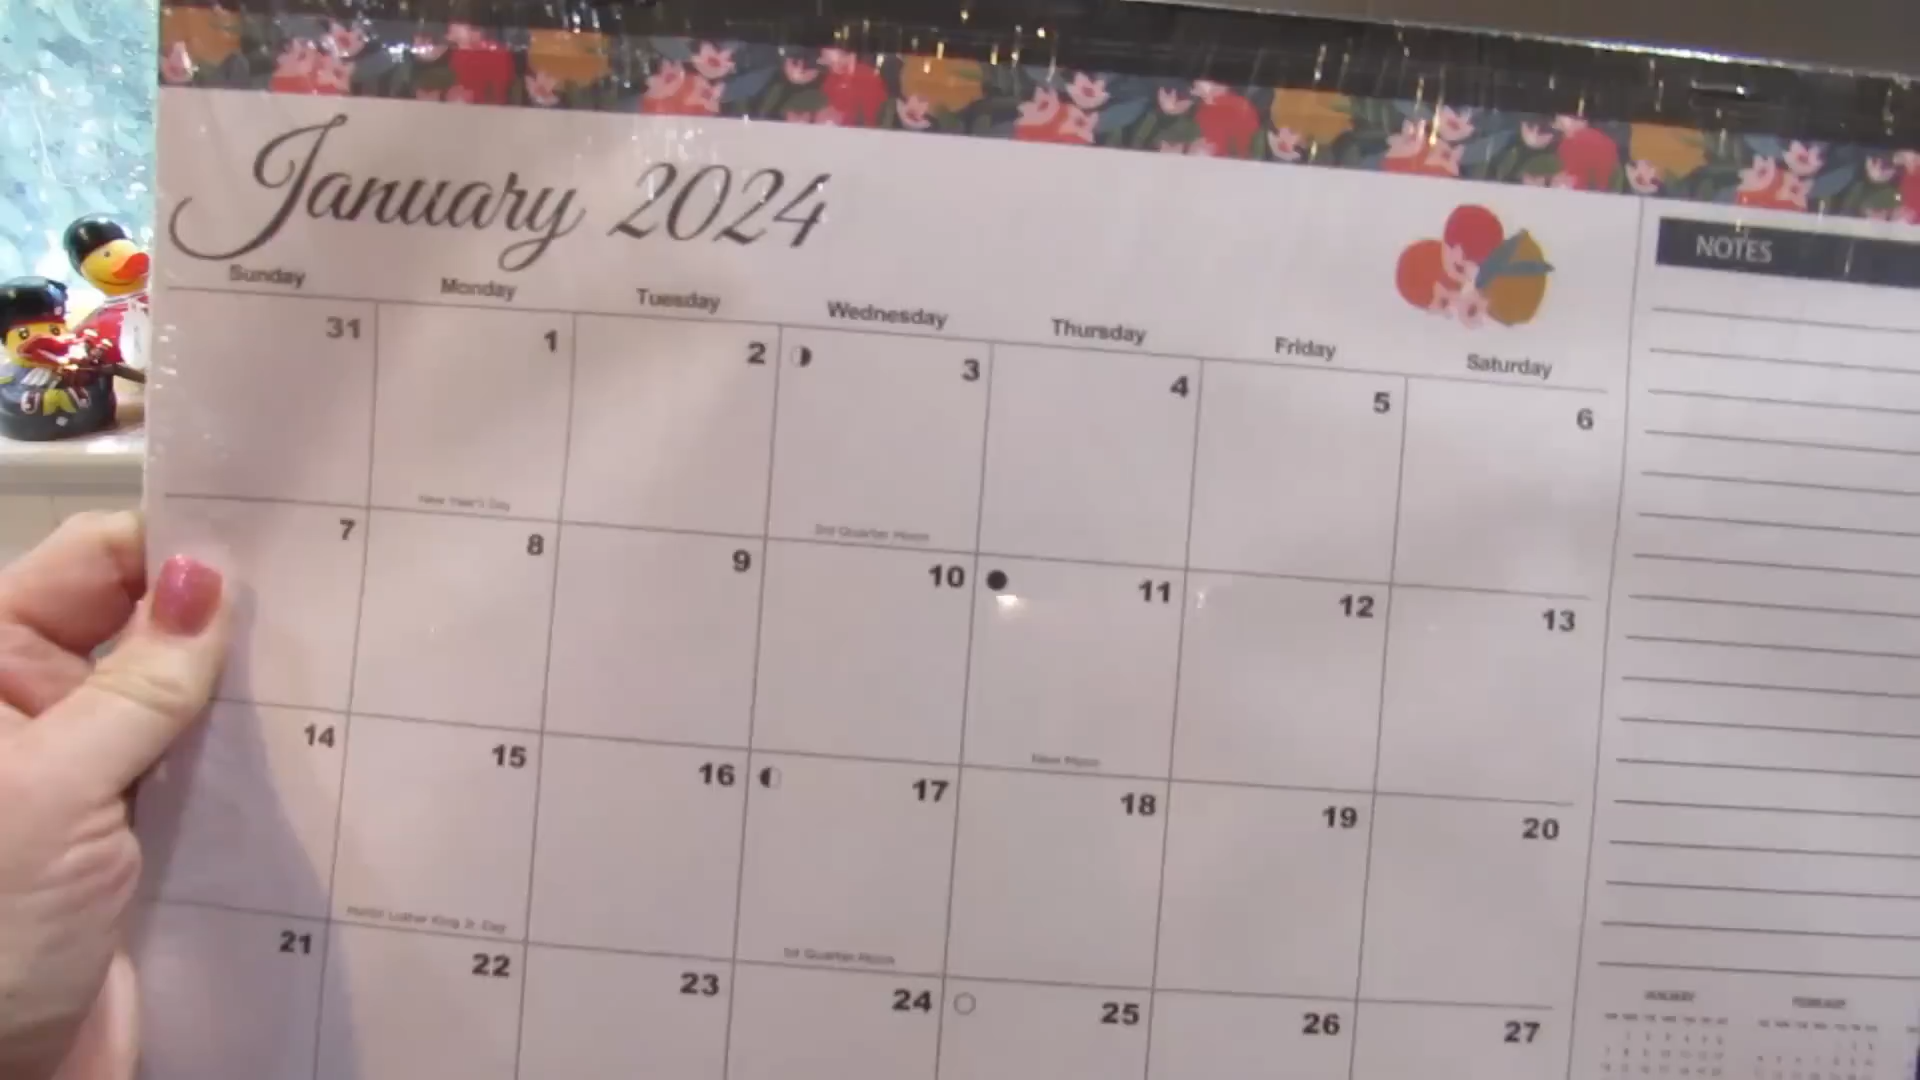 January 2024
NOTES
Sunday Monday Tuesday Wednesday Thursday Friday Saturday
31 1 2 3 4 5 6
New Year's Day 3rd Quarter Moon
7 8 9 10 11 12 13
New Moon
14 15 16 17 18 19 20
Martin Luther King Jr. Day 1st Quarter Moon
21 22 23 24 25 26 27
JANUARY FEBRUARY